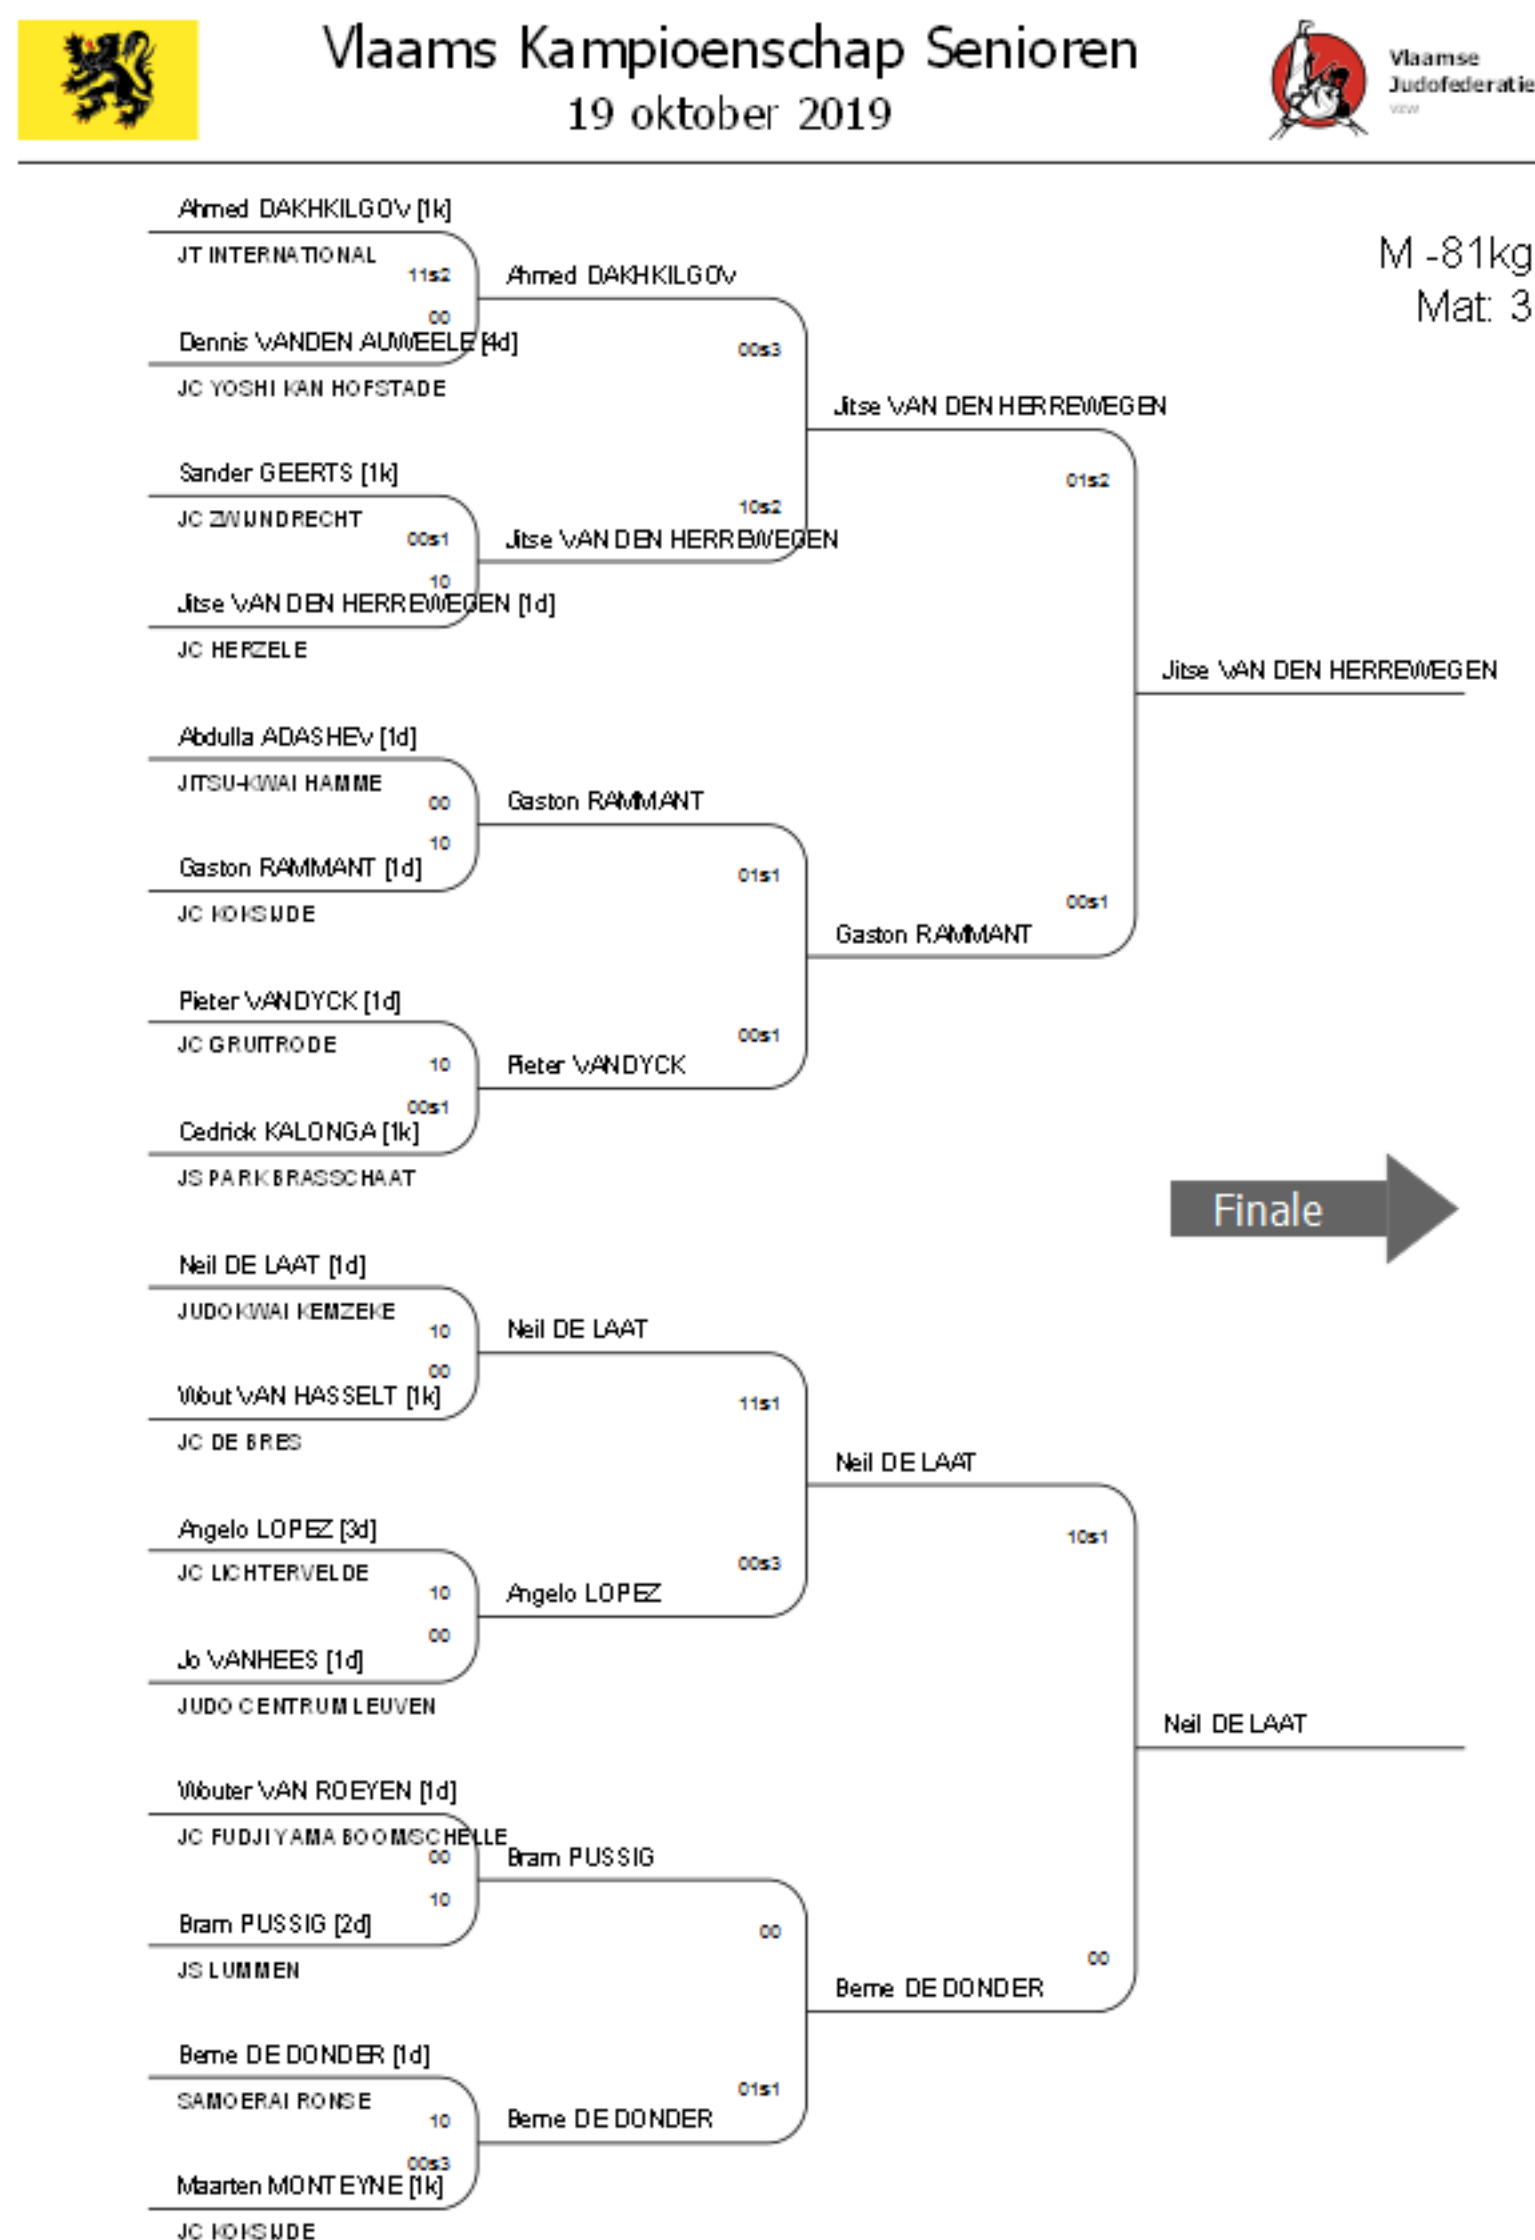 Vlaams Kampioenschap Senioren
19 oktober 2019
Vlaamse
Judofederatie
vzw
M -81kg
Mat: 3
Ahmed DAKHKILGOV [1k]
JT INTERNATIONAL
11s2
00
Dennis VANDEN AUWEELE [4d]
JC YOSHI KAN HOFSTADE
Ahmed DAKHKILGOV
00s3
10s2
Jitse VAN DEN HERREWEGEN
Sander GEERTS [1k]
JC ZWIJNDRECHT
00s1
10
Jitse VAN DEN HERREWEGEN [1d]
JC HERZELE
Jitse VAN DEN HERREWEGEN
01s2
00s1
Jitse VAN DEN HERREWEGEN
Abdulla ADASHEV [1d]
JITSU-KWAI HAMME
00
10
Gaston RAMMANT [1d]
JC KOKSIJDE
Gaston RAMMANT
01s1
00s1
Gaston RAMMANT
Pieter VANDYCK [1d]
JC GRUITRODE
10
00s1
Cedrick KALONGA [1k]
JS PARK BRASSCHAAT
Pieter VANDYCK
Finale
Neil DE LAAT [1d]
JUDO KWAI KEMZEKE
10
00
Wout VAN HASSELT [1k]
JC DE BRES
Neil DE LAAT
11s1
00s3
Neil DE LAAT
Angelo LOPEZ [3d]
JC LICHTERVELDE
10
00
Jo VANHEES [1d]
JUDO CENTRUM LEUVEN
Angelo LOPEZ
10s1
00
Neil DE LAAT
Wouter VAN ROEYEN [1d]
JC FUDJIYAMA BOOM/SCHELLE
00
10
Bram PUSSIG [2d]
JS LUMMEN
Bram PUSSIG
00
01s1
Berne DE DONDER
Berne DE DONDER [1d]
SAMOERAI RONSE
10
00s3
Maarten MONTEYNE [1k]
JC KOKSIJDE
Berne DE DONDER